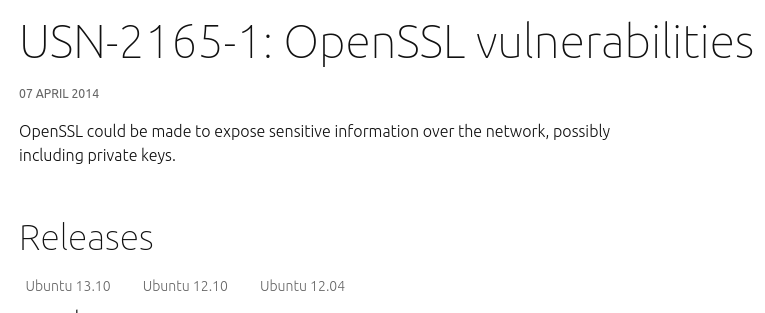 USN-2165-1: OpenSSL vulnerabilities
07 APRIL 2014
OpenSSL could be made to expose sensitive information over the network, possibly
including private keys.
Releases
Ubuntu 13.10 Ubuntu 12.10 Ubuntu 12.04